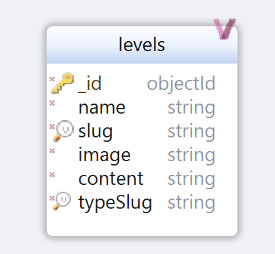 levels
_id objectId
name string
slug string
image string
content string
typeSlug string